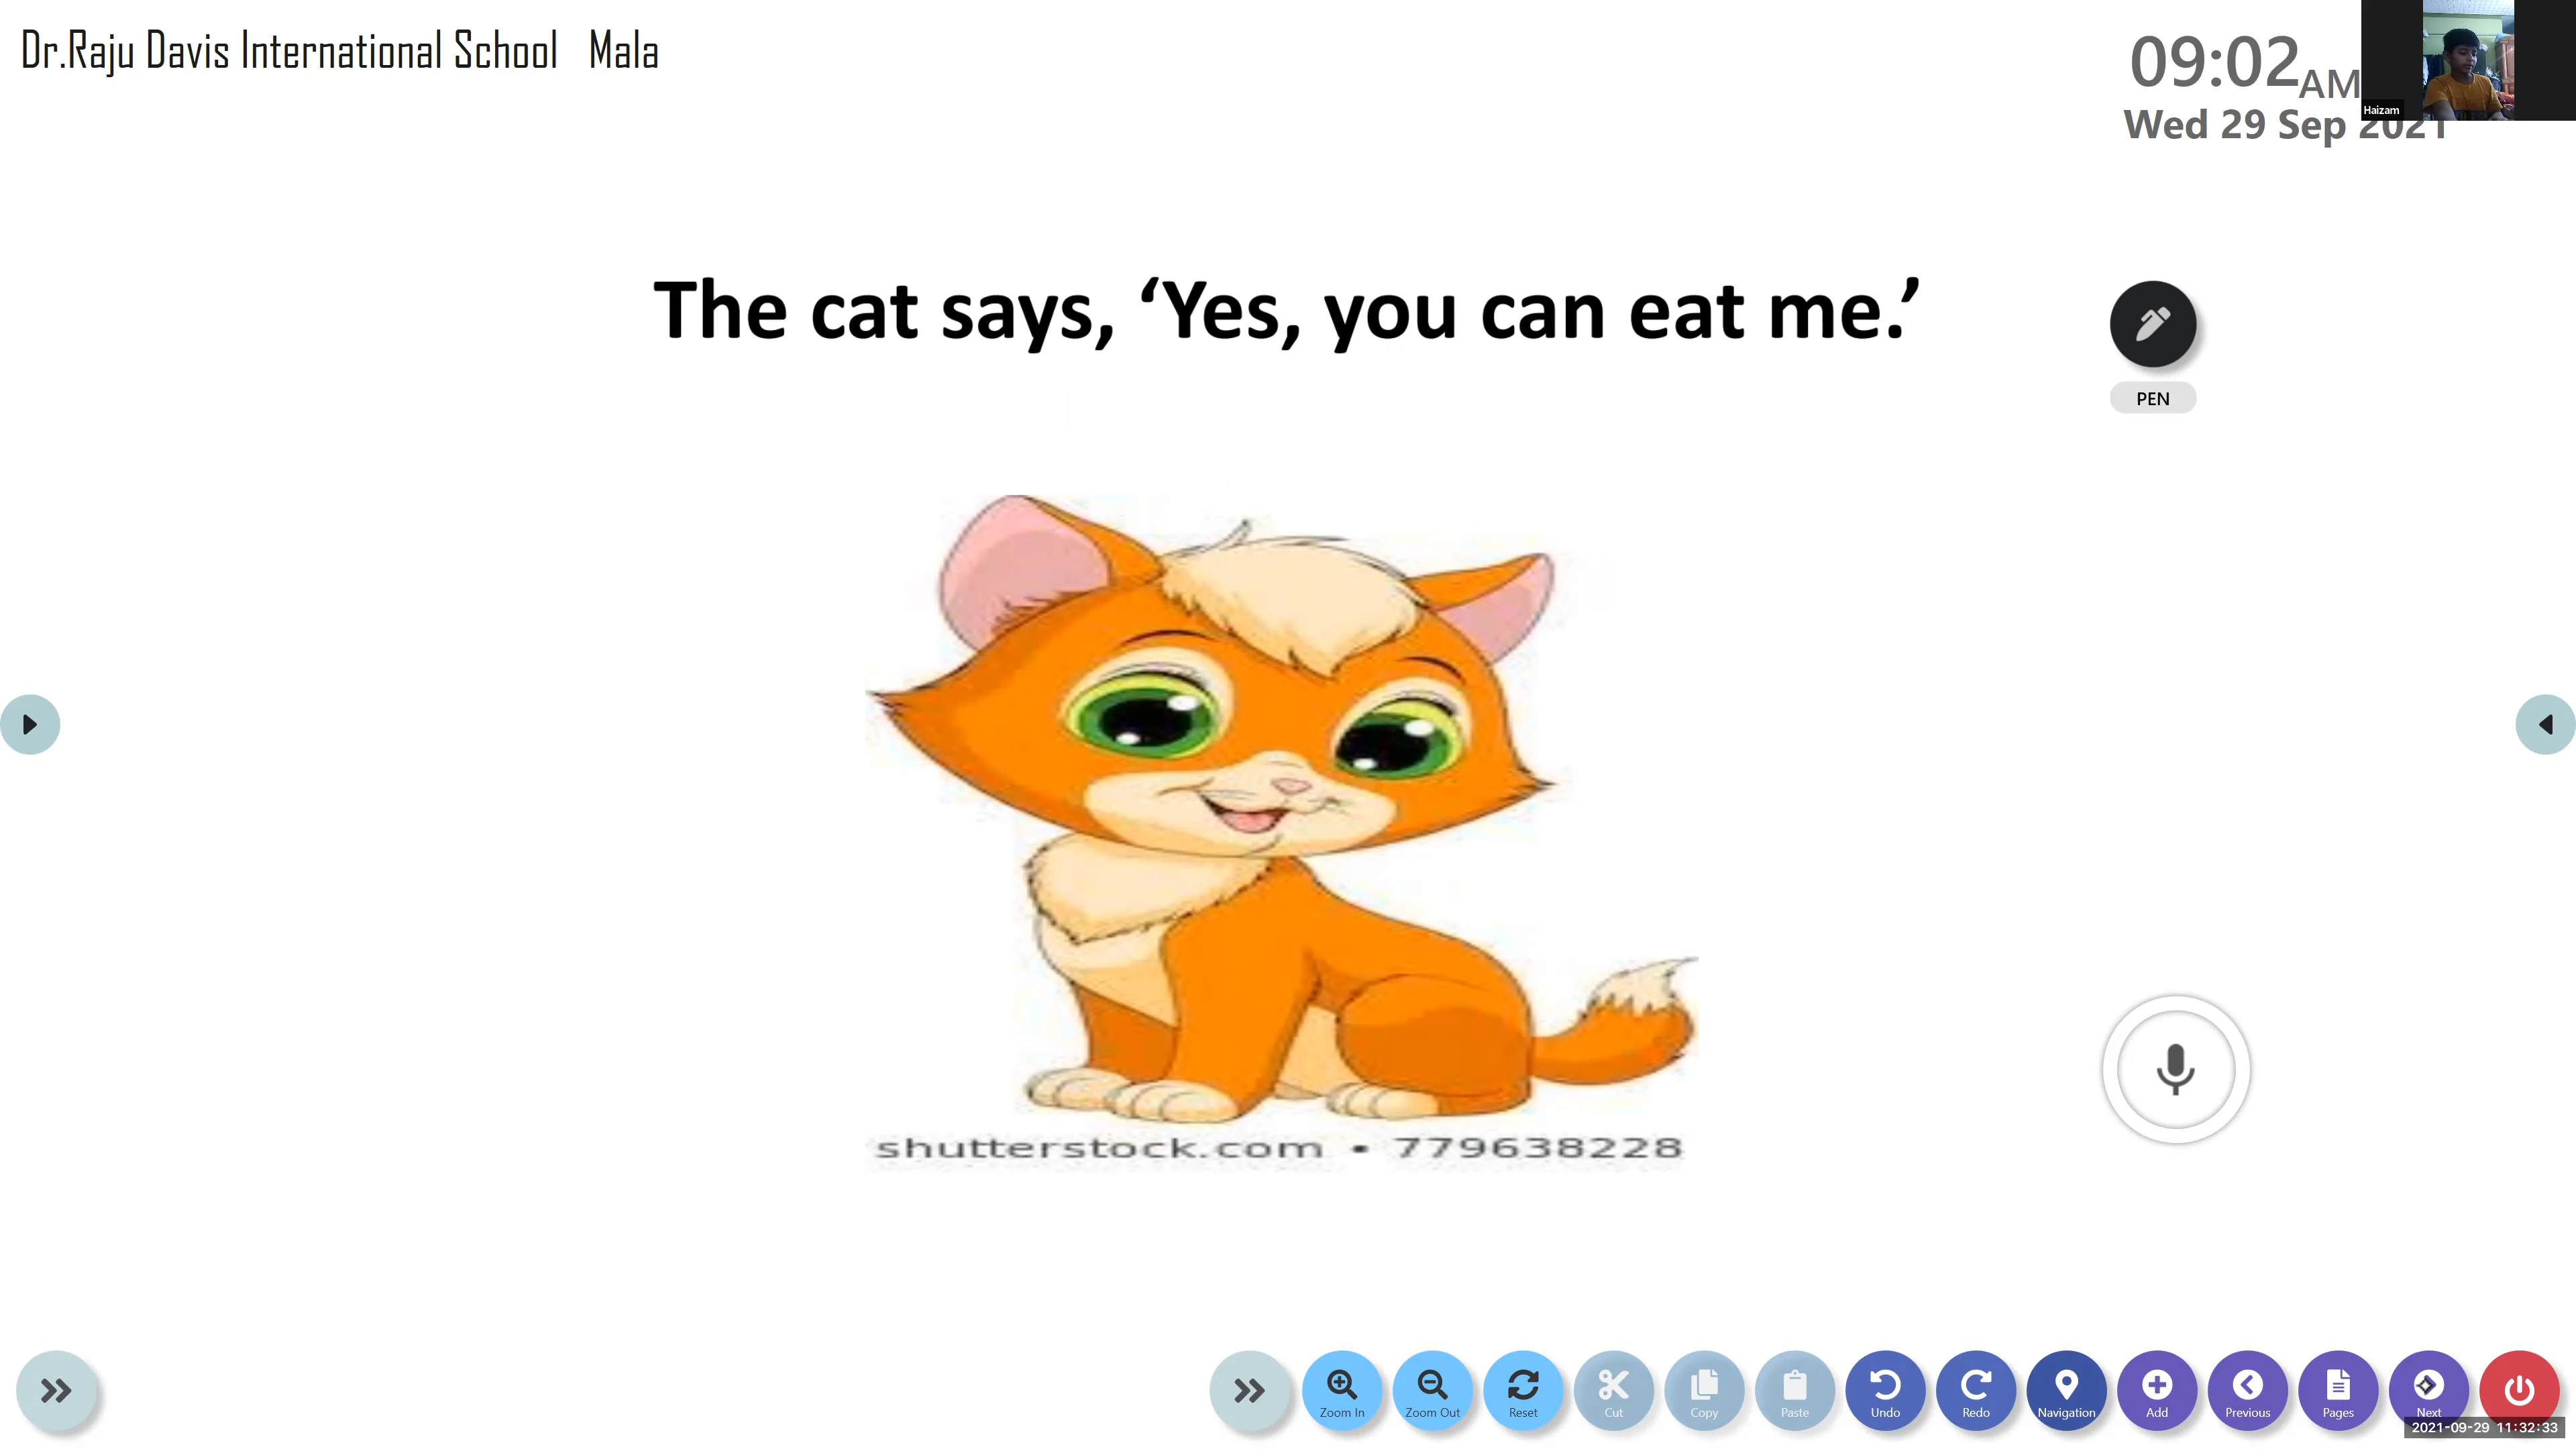 Dr.Raju Davis International School Mala
09:02AM
Haizam
Wed 29 Sep 2021
The cat says, ‘Yes, you can eat me.’
PEN
shutterstock.com • 779638228
Zoom In
Zoom Out
Reset
Cut
Copy
Paste
Undo
Redo
Navigation
Add
Previous
Pages
Next
2021-09-29 11:32:33